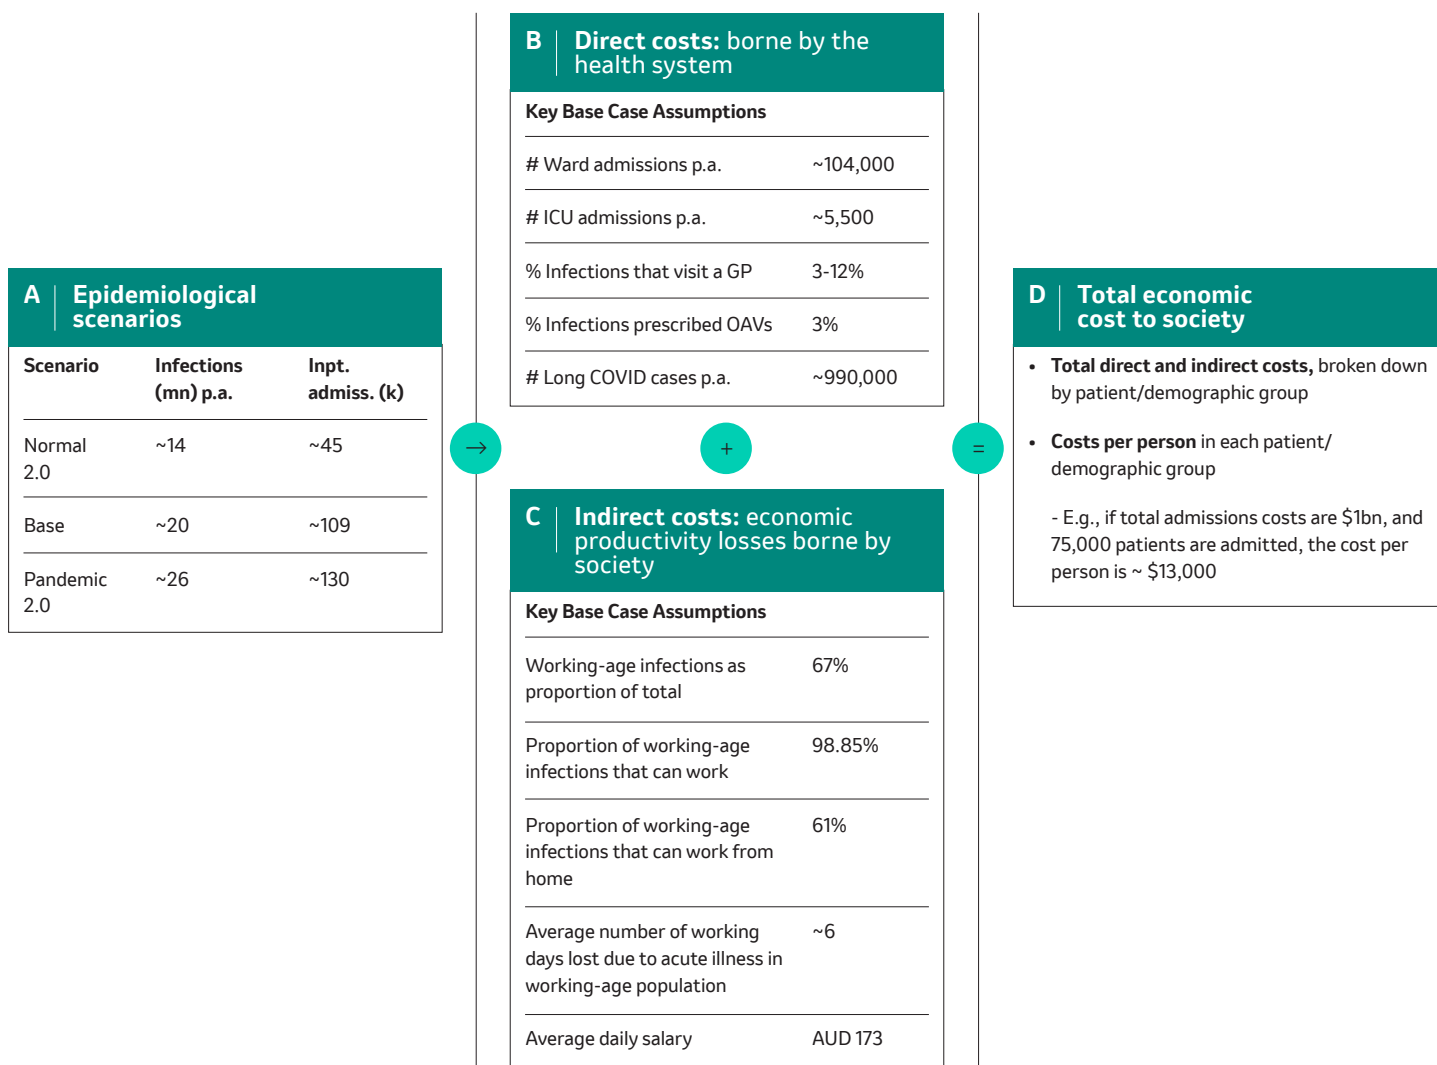 A Epidemiological
scenarios
Scenario Infections Inpt.
(mn) p.a. admiss. (k)
Normal ~14 ~45
2.0
Base ~20 ~109
Pandemic ~26 ~130
2.0
→
B Direct costs: borne by the
health system
Key Base Case Assumptions
# Ward admissions p.a. ~104,000
# ICU admissions p.a. ~5,500
% Infections that visit a GP 3-12%
% Infections prescribed OAVs 3%
# Long COVID cases p.a. ~990,000
+
C Indirect costs: economic
productivity losses borne by
society
Key Base Case Assumptions
Working-age infections as 67%
proportion of total
Proportion of working-age 98.85%
infections that can work
Proportion of working-age 61%
infections that can work from
home
Average number of working ~6
days lost due to acute illness in
working-age population
Average daily salary AUD 173
=
D Total economic
cost to society
• Total direct and indirect costs, broken down
by patient/demographic group
• Costs per person in each patient/
demographic group
- E.g., if total admissions costs are $1bn, and
75,000 patients are admitted, the cost per
person is ~ $13,000